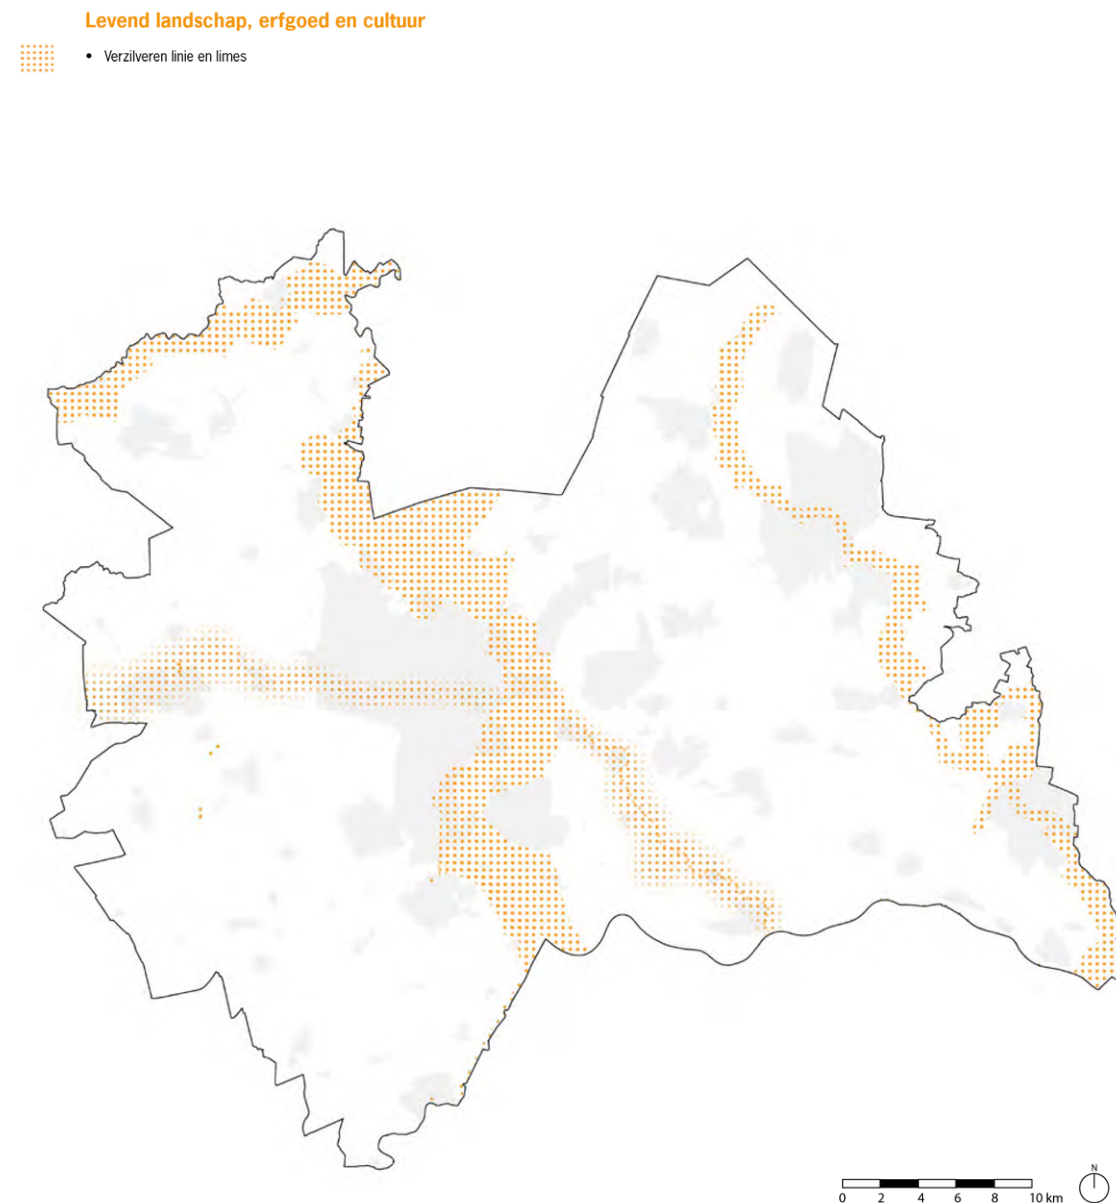 Levend landschap, erfgoed en cultuur
• Verzilveren linie en limes
N
0 2 4 6 8 10 km